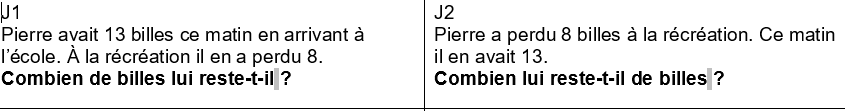 J1
Pierre avait 13 billes ce matin en arrivant à
l'école. À la récréation il en a perdu 8.
Combien de billes lui reste-t-il ?
J2
Pierre a perdu 8 billes à la récréation. Ce matin
il en avait 13.
Combien lui reste-t-il de billes ?